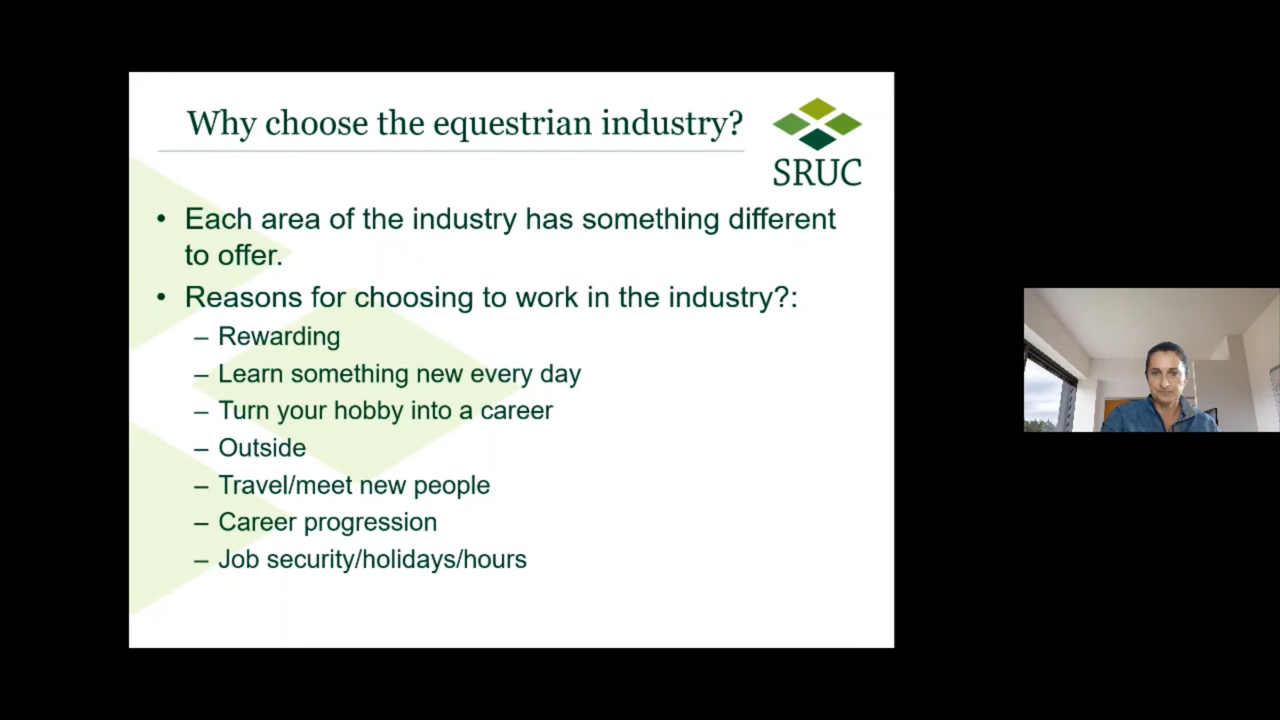 Why choose the equestrian industry?
SRUC
• Each area of the industry has something different
to offer.
• Reasons for choosing to work in the industry?:
– Rewarding
– Learn something new every day
– Turn your hobby into a career
– Outside
– Travel/meet new people
– Career progression
– Job security/holidays/hours